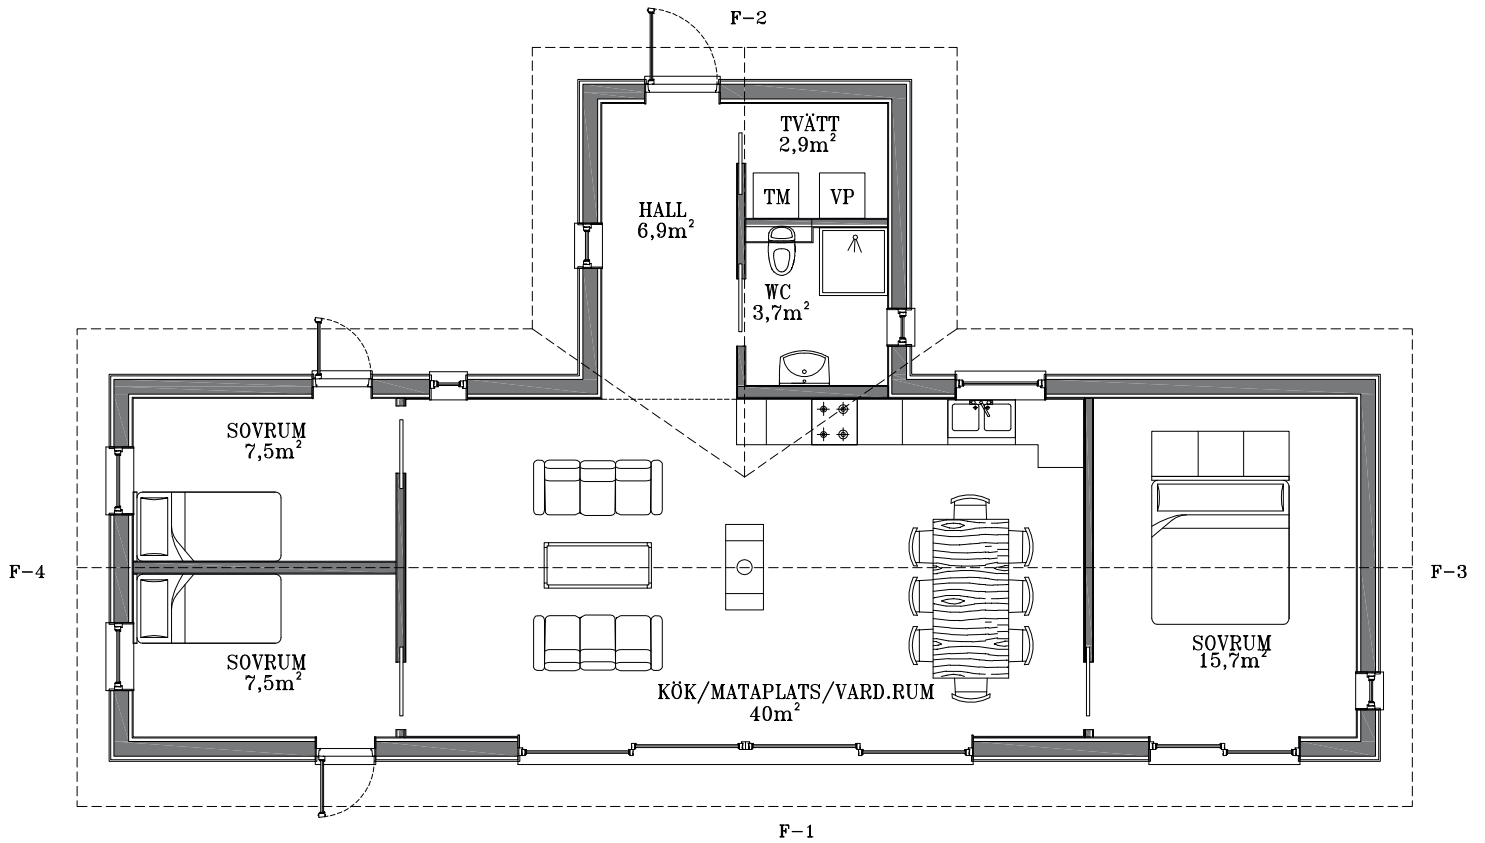 F-2
TVÄTT
2,9m²
TM
VP
HALL
6,9m²
WC
3,7m²
SOVRUM
7,5m²
F-4
F-3
SOVRUM
7,5m²
SOVRUM
15,7m²
KÖK/MATAPLATS/VARD.RUM
40m²
F-1